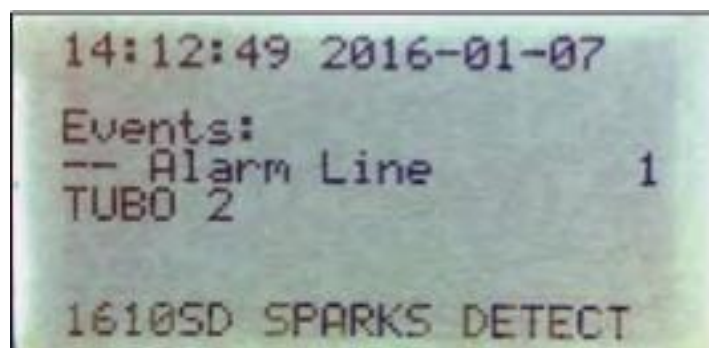 14:12:49 2016-01-07
Events:
-- Alarm Line 1
TUBO 2
1610SD SPARKS DETECT